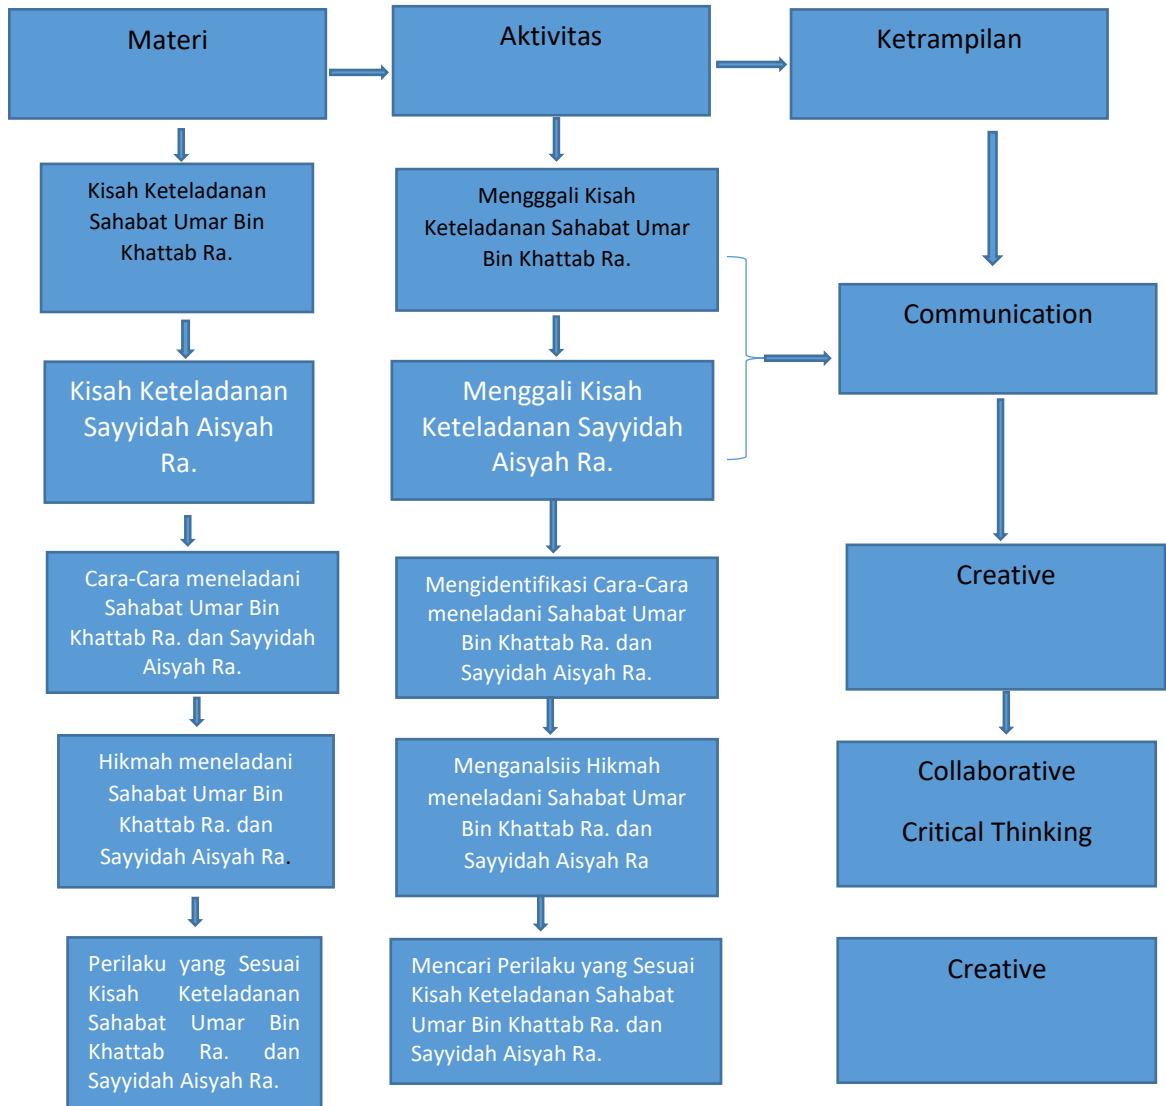 Materi
Aktivitas
Ketrampilan
Kisah Keteladanan
Sahabat Umar Bin
Khattab Ra.
Mengggali Kisah
Keteladanan Sahabat Umar
Bin Khattab Ra.
Communication
Kisah Keteladanan
Sayyidah Aisyah
Ra.
Menggali Kisah
Keteladanan Sayyidah
Aisyah Ra.
Cara-Cara meneladani
Sahabat Umar Bin
Khattab Ra. dan Sayyidah
Aisyah Ra.
Mengidentifikasi Cara-Cara
meneladani Sahabat Umar
Bin Khattab Ra. dan
Sayyidah Aisyah Ra.
Creative
Hikmah meneladani
Sahabat Umar Bin
Khattab Ra. dan
Sayyidah Aisyah Ra.
Menganalsiis Hikmah
meneladani Sahabat Umar
Bin Khattab Ra. dan
Sayyidah Aisyah Ra
Collaborative
Critical Thinking
Perilaku yang Sesuai
Kisah Keteladanan
Sahabat Umar Bin
Khattab Ra. dan
Sayyidah Aisyah Ra.
Mencari Perilaku yang Sesuai
Kisah Keteladanan Sahabat
Umar Bin Khattab Ra. dan
Sayyidah Aisyah Ra.
Creative